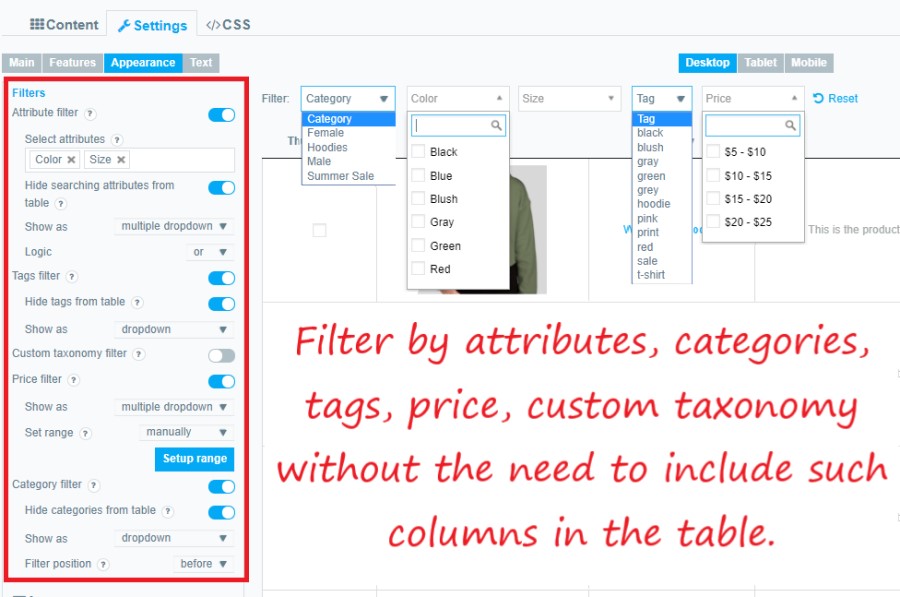 Content Settings </>CSS
Main Features Appearance Text
Desktop Tablet Mobile
Filters
Attribute filter ?
Select attributes ?
Color ✕ Size ✕
Hide searching attributes from
table ?
Show as multiple dropdown ▼
Logic or ▼
Tags filter ?
Hide tags from table ?
Show as dropdown ▼
Custom taxonomy filter ?
Price filter ?
Show as multiple dropdown ▼
Set range ? manually ▼
Setup range
Category filter ?
Hide categories from table ?
Show as dropdown ▼
Filter position ? before ▼
Filter: Category ▼ Color ▲ Size ▼ Tag ▼ Price ▲ Reset
Category
Female
Hoodies
Male
Summer Sale
Black
Blue
Blush
Gray
Green
Red
Tag
black
blush
gray
green
grey
hoodie
pink
print
red
sale
t-shirt
$5 - $10
$10 - $15
$15 - $20
$20 - $25
This is the product
Filter by attributes, categories,
tags, price, custom taxonomy
without the need to include such
columns in the table.